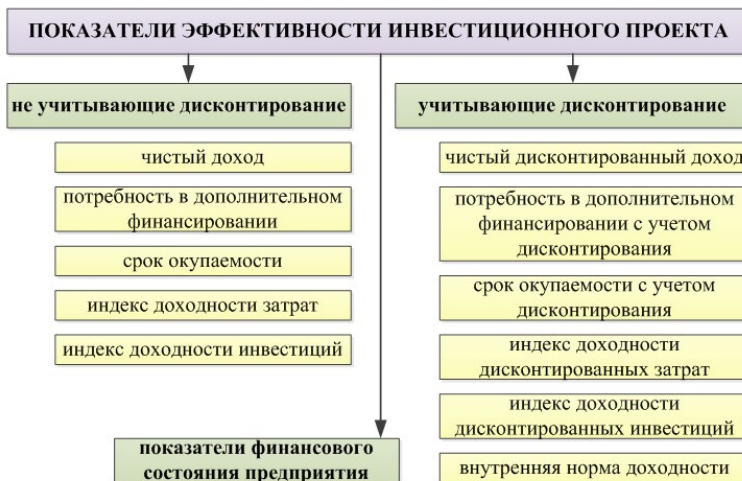 ПОКАЗАТЕЛИ ЭФФЕКТИВНОСТИ ИНВЕСТИЦИОННОГО ПРОЕКТА
не учитывающие дисконтирование
чистый доход
потребность в дополнительном
финансировании
срок окупаемости
индекс доходности затрат
индекс доходности инвестиций
показатели финансового
состояния предприятия
учитывающие дисконтирование
чистый дисконтированный доход
потребность в дополнительном
финансировании с учетом
дисконтирования
срок окупаемости с учетом
дисконтирования
индекс доходности
дисконтированных затрат
индекс доходности
дисконтированных инвестиций
внутренняя норма доходности